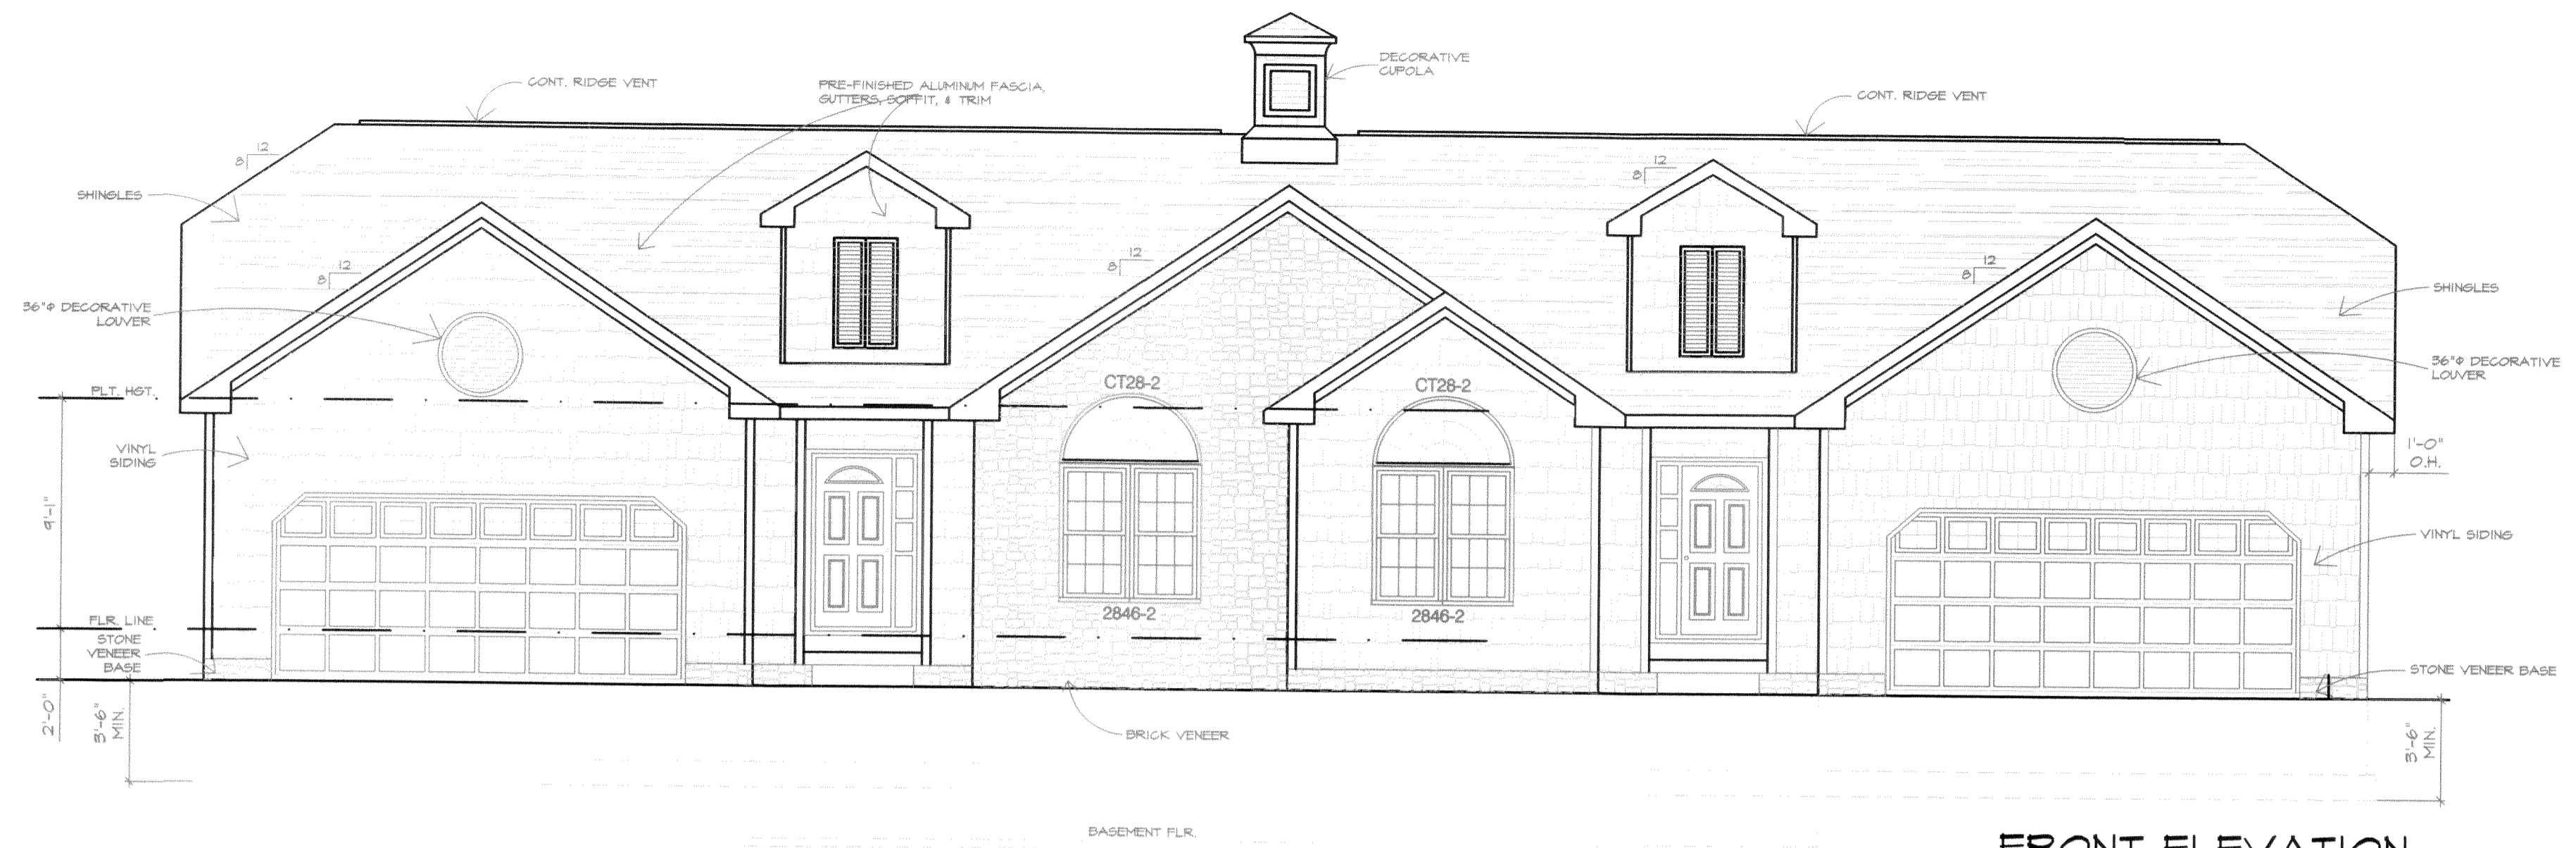 DECORATIVE
CUPOLA
CONT. RIDGE VENT
PRE-FINISHED ALUMINUM FASCIA,
GUTTERS, SOFFIT, & TRIM
CONT. RIDGE VENT
12
8
12
8
SHINGLES
12
8
12
8
12
8
SHINGLES
36"Φ DECORATIVE
LOUVER
36"Φ DECORATIVE
LOUVER
PLT. HGT.
CT28-2
CT28-2
1'-0"
O.H.
VINYL
SIDING
9'-1"
VINYL SIDING
FLR. LINE
2846-2
2846-2
STONE
VENEER
BASE
STONE VENEER BASE
2'-0"
3'-6"
MIN.
BRICK VENEER
3'-6"
MIN.
BASEMENT FLR.
FRONT ELEVATION